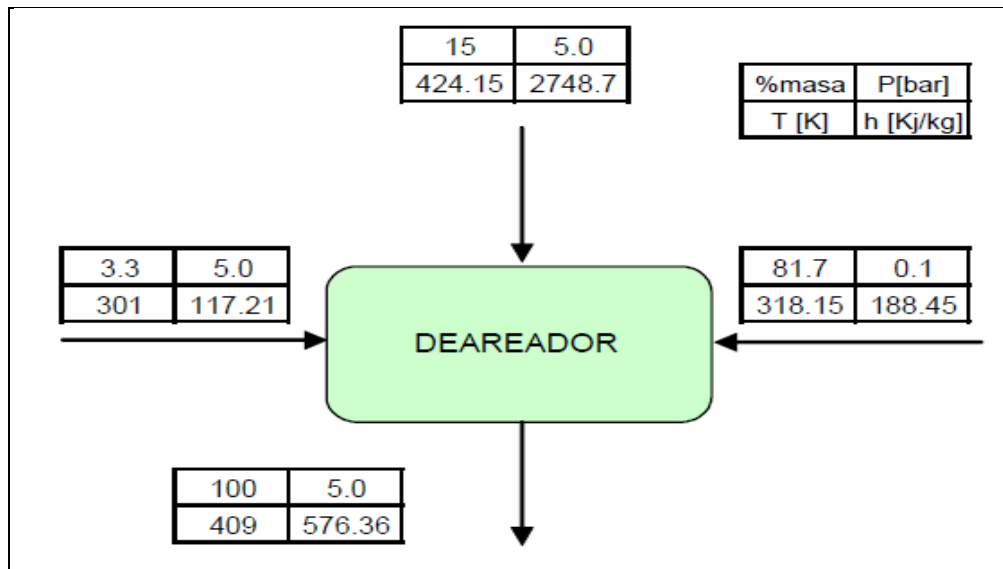 15 5.0
424.15 2748.7
%masa P[bar]
T [K] h [Kj/kg]
3.3 5.0
301 117.21
81.7 0.1
318.15 188.45
DEAREADOR
100 5.0
409 576.36